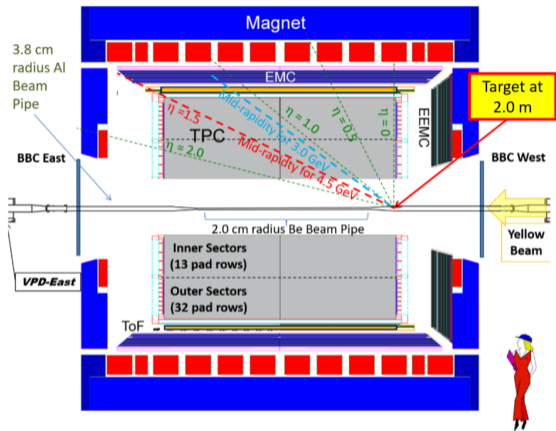 Magnet
3.8 cm
radius Al
Beam
Pipe
EMC
Target at
2.0 m
Mid-rapidity for 3.0 GeV
η =1.5
η = 1.0
η =0.5
η =0
EEMC
TPC
η = 2.0
Mid-rapidity for 4.5 GeV
BBC East
BBC West
2.0 cm radius Be Beam Pipe
Yellow
Beam
Inner Sectors
(13 pad rows)
VPD-East
Outer Sectors
(32 pad rows)
ToF